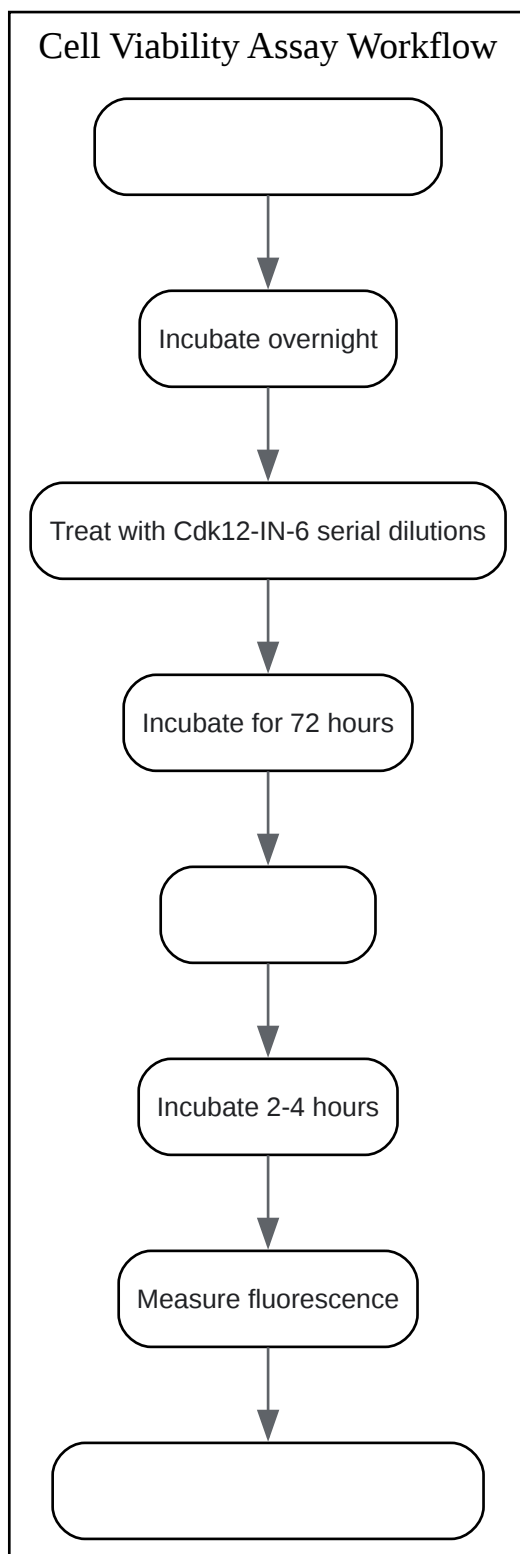 Cell Viability Assay Workflow
Incubate overnight
Treat with Cdk12-IN-6 serial dilutions
Incubate for 72 hours
Incubate 2-4 hours
Measure fluorescence